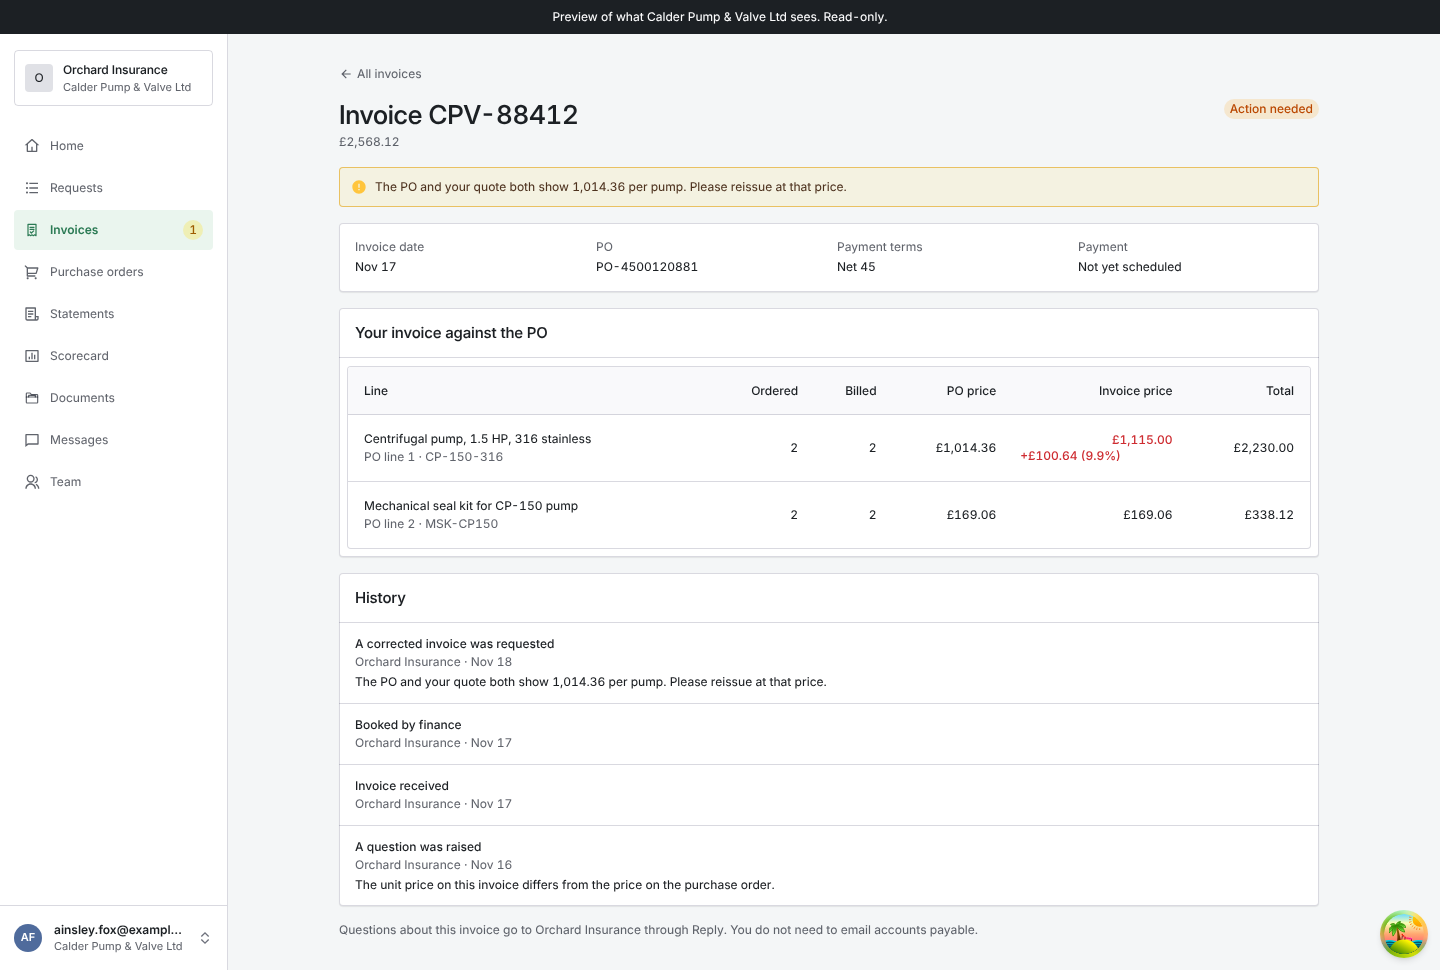 Preview of what Calder Pump & Valve Ltd sees. Read-only.
O
Orchard Insurance
Calder Pump & Valve Ltd
Home
Requests
Invoices
1
Purchase orders
Statements
Scorecard
Documents
Messages
Team
AF
ainsley.fox@exampl...
Calder Pump & Valve Ltd
← All invoices
Invoice CPV-88412
Action needed
£2,568.12
The PO and your quote both show 1,014.36 per pump. Please reissue at that price.
Invoice date
Nov 17
PO
PO-4500120881
Payment terms
Net 45
Payment
Not yet scheduled
Your invoice against the PO
Line Ordered Billed PO price Invoice price Total
Centrifugal pump, 1.5 HP, 316 stainless
PO line 1 · CP-150-316
2 2 £1,014.36 £1,115.00 £2,230.00
+£100.64 (9.9%)
Mechanical seal kit for CP-150 pump
PO line 2 · MSK-CP150
2 2 £169.06 £169.06 £338.12
History
A corrected invoice was requested
Orchard Insurance · Nov 18
The PO and your quote both show 1,014.36 per pump. Please reissue at that price.
Booked by finance
Orchard Insurance · Nov 17
Invoice received
Orchard Insurance · Nov 17
A question was raised
Orchard Insurance · Nov 16
The unit price on this invoice differs from the price on the purchase order.
Questions about this invoice go to Orchard Insurance through Reply. You do not need to email accounts payable.